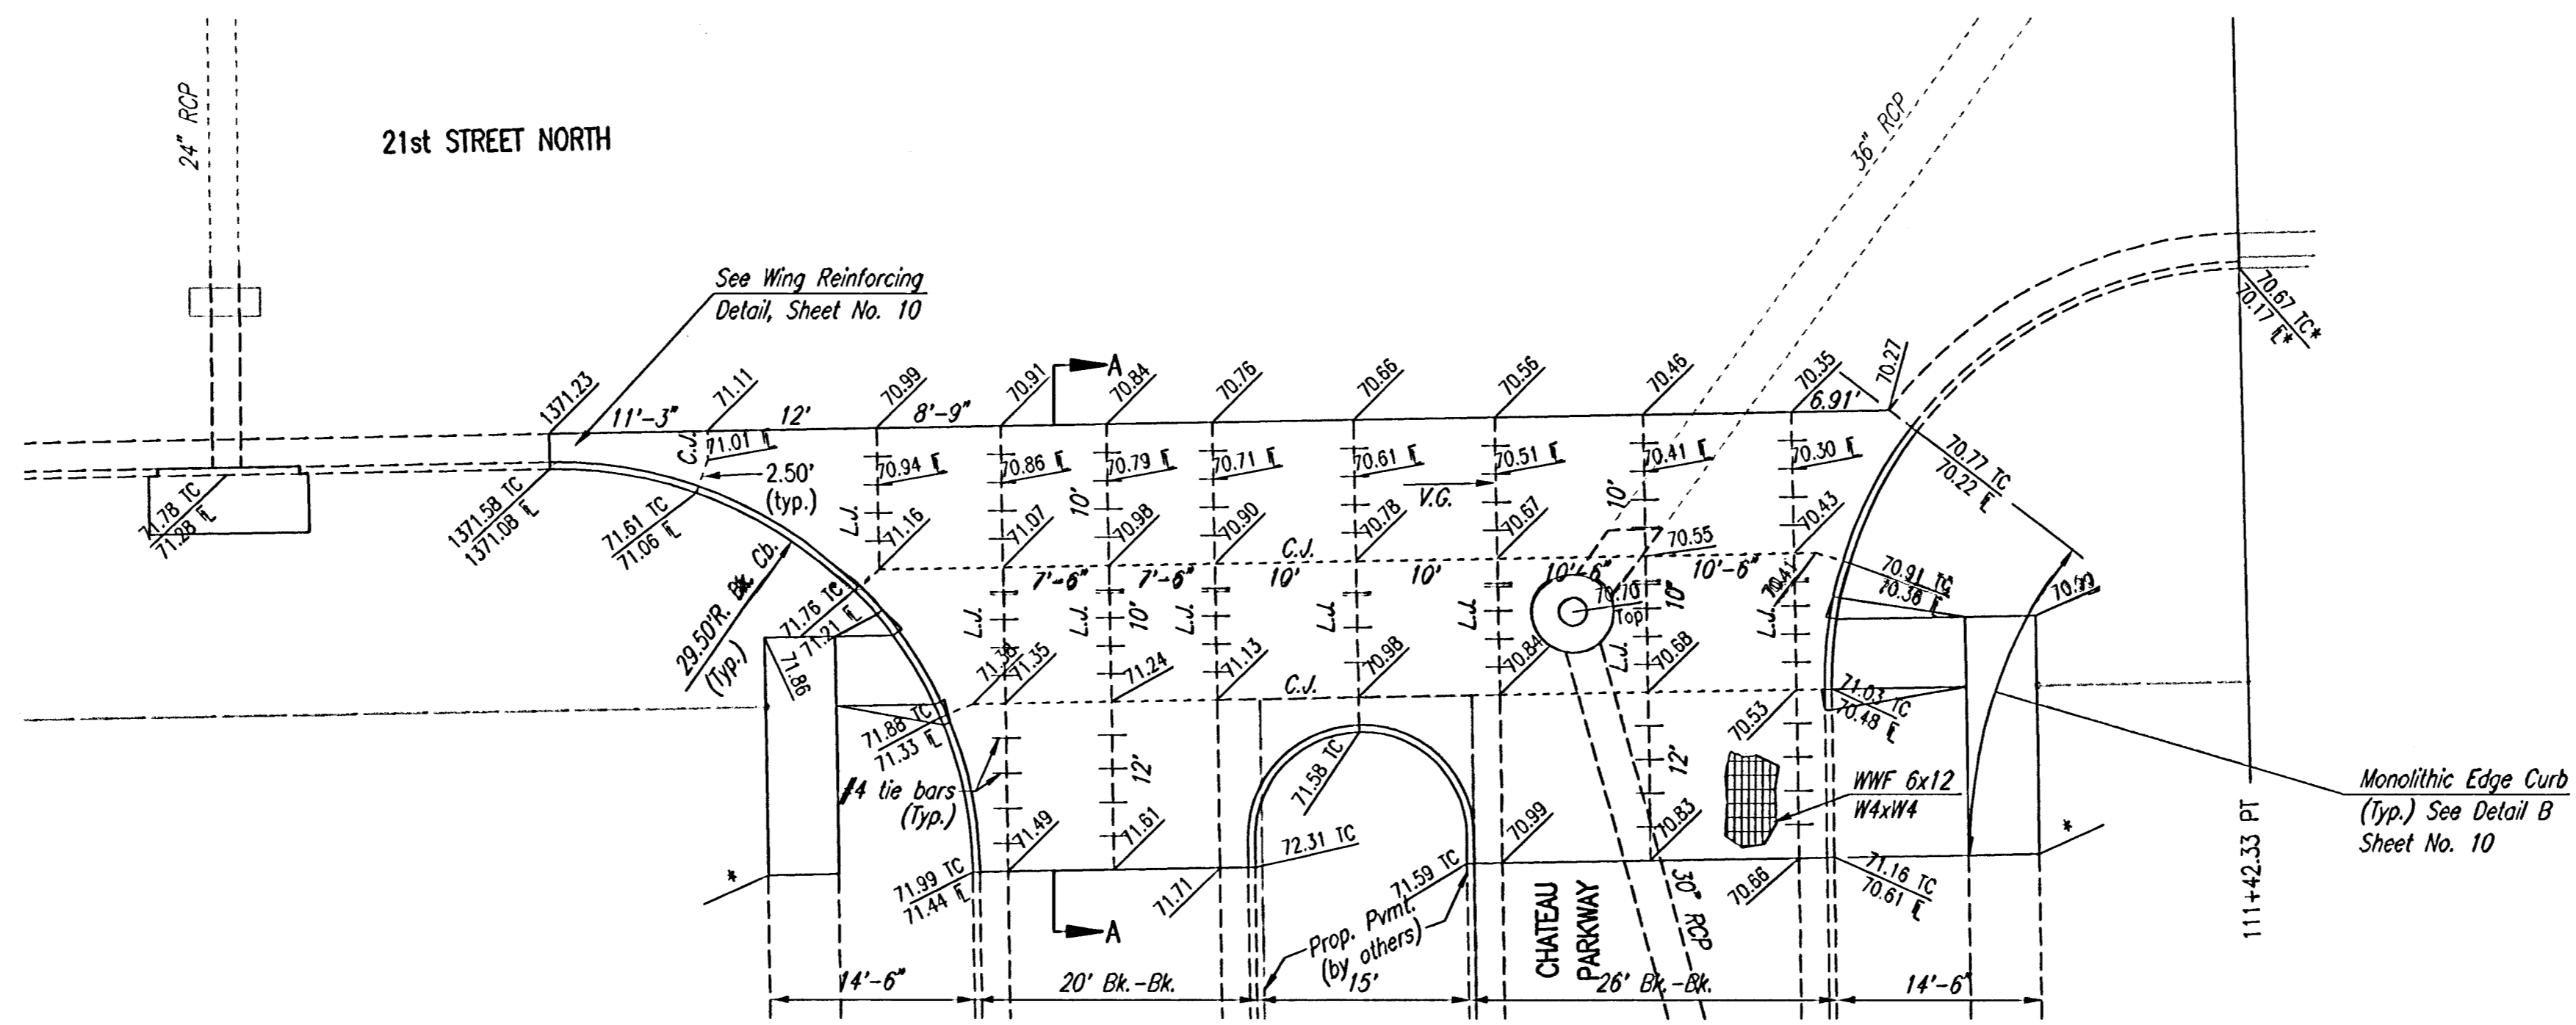 24" RCP
21st STREET NORTH
36" RCP
See Wing Reinforcing
Detail, Sheet No. 10
A
1371.23
11'-3"
71.11
12'
70.99
8'-9"
70.91
70.84
70.76
70.66
70.56
70.46
70.35
6.91'
70.27
70.67 TC*
70.17 ℄*
C.J.
71.01 ℄
2.50'
(typ.)
70.94 ℄
70.86 ℄
70.79 ℄
70.71 ℄
70.61 ℄
70.51 ℄
70.41 ℄
70.30 ℄
V.G.
10'
10'
71.78 TC
71.28 ℄
1371.58 TC
1371.08 ℄
71.61 TC
71.06 ℄
L.J.
71.16
71.07
70.98
70.90
70.78
70.67
70.55
70.43
70.77 TC
70.22 ℄
C.J.
7'-6"
7'-6"
10'
10'
10'-6"
10'-6"
70.41
70.91 TC
70.36 ℄
29.50'R. Bk. Cb.
(Typ.)
71.76 TC
71.21 ℄
71.86
L.J.
L.J.
10'
L.J.
L.J.
L.J.
70.70
Top
10'
L.J.
L.J.
71.38
71.35
71.24
71.13
70.98
70.84
70.68
C.J.
70.53
71.03 TC
70.48 ℄
71.88 TC
71.33 ℄
#4 tie bars
(Typ.)
12'
71.58 TC
12'
WWF 6x12
W4xW4
Monolithic Edge Curb
(Typ.) See Detail B
Sheet No. 10
111+42.33 PT
71.49
71.61
72.31 TC
70.99
70.83
*
*
71.99 TC
71.44 ℄
71.71
71.59 TC
70.66
71.16 TC
70.61 ℄
A
Prop. Pvmt.
(by others)
CHATEAU
PARKWAY
30" RCP
14'-6"
20' Bk.-Bk.
15'
26' Bk.-Bk.
14'-6"